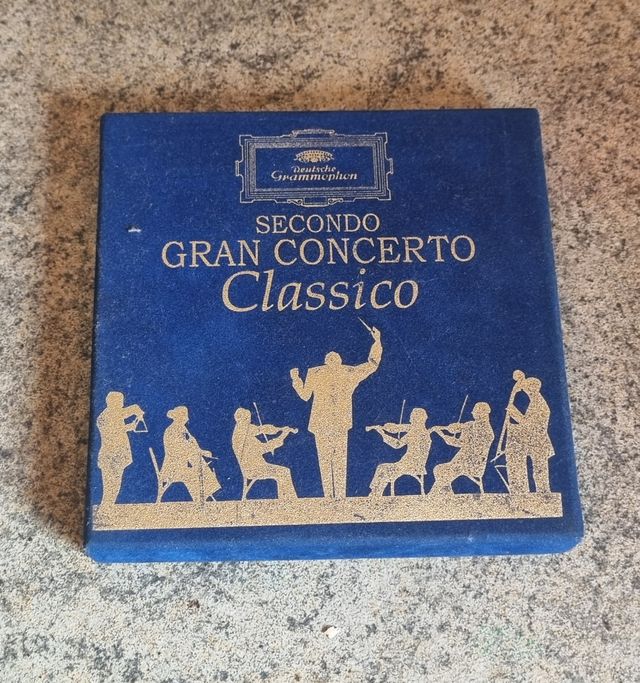 Deutsche
Grammophon
SECONDO
GRAN CONCERTO
Classico